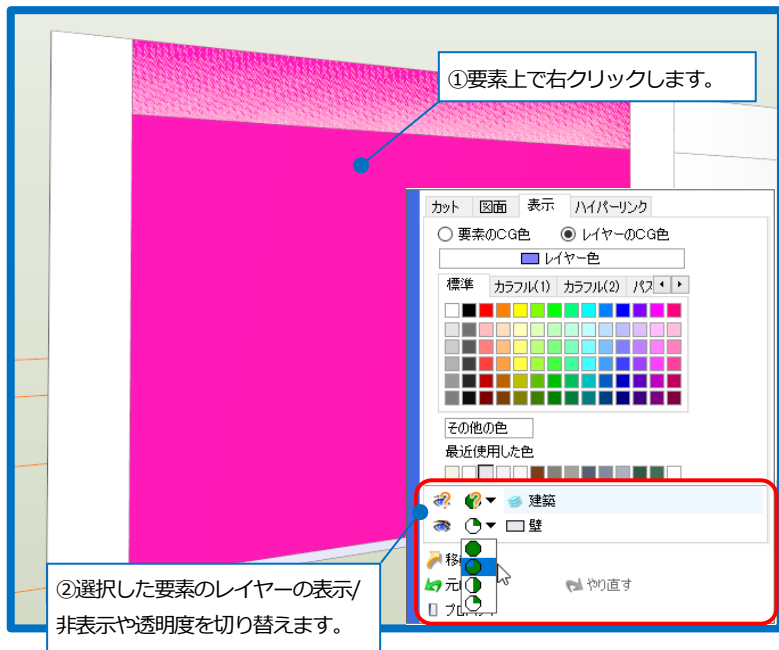 ①要素上で右クリックします。
カット 図面 表示 ハイパーリンク
要素のCG色 レイヤーのCG色
レイヤー色
標準 カラフル(1) カラフル(2) パス
その他の色
最近使用した色
建築
壁
移
元 やり直す
プロ
②選択した要素のレイヤーの表示/
非表示や透明度を切り替えます。